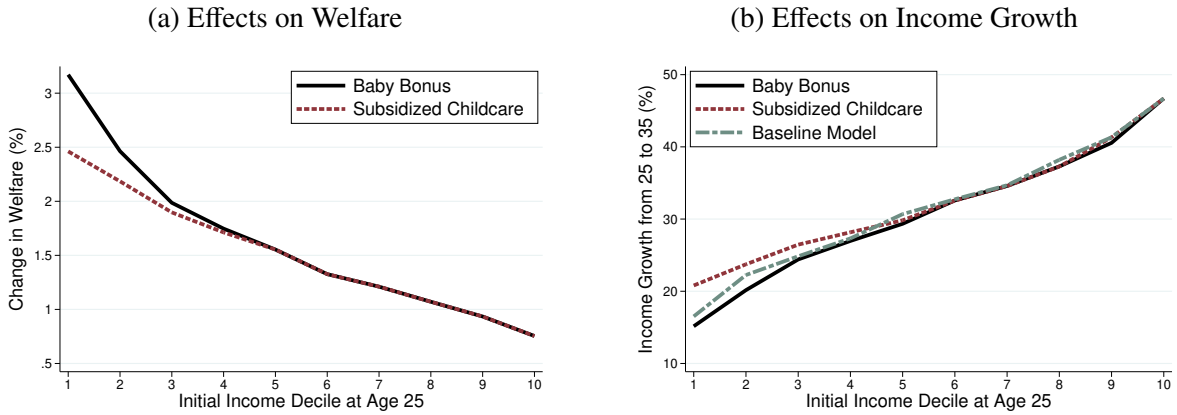 (a) Effects on Welfare
Change in Welfare (%)
3
2.5
2
1.5
1
.5
Baby Bonus
Subsidized Childcare
1 2 3 4 5 6 7 8 9 10
Initial Income Decile at Age 25
(b) Effects on Income Growth
Income Growth from 25 to 35 (%)
50
40
30
20
10
Baby Bonus
Subsidized Childcare
Baseline Model
1 2 3 4 5 6 7 8 9 10
Initial Income Decile at Age 25